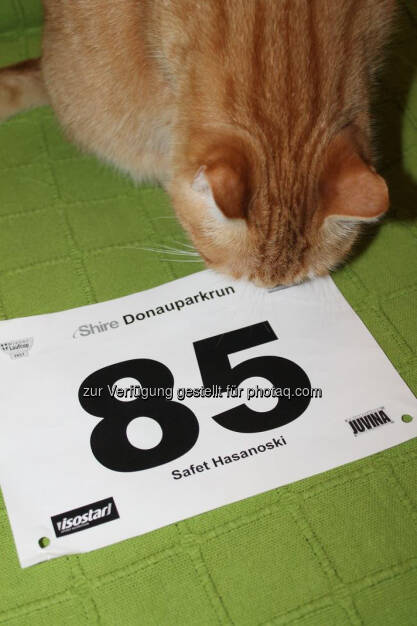 Shire Donauparkrun
85
zur Verfügung gestellt für photaq.com
Safet Hasanoski
JUVINA
isostar